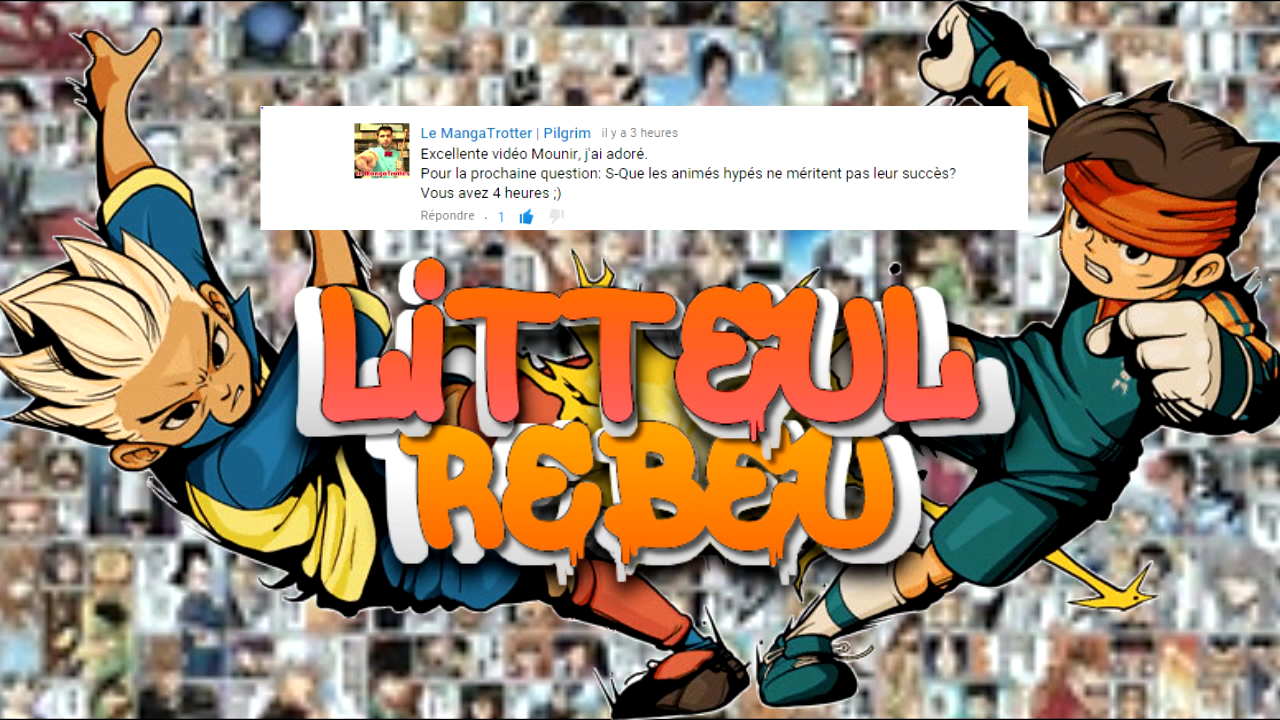 Le MangaTrotter | Pilgrim il y a 3 heures
Excellente vidéo Mounir, j'ai adoré.
Pour la prochaine question: S-Que les animés hypés ne méritent pas leur succès?
Vous avez 4 heures ;)
Répondre . 1
LiTTEUL
REBEU